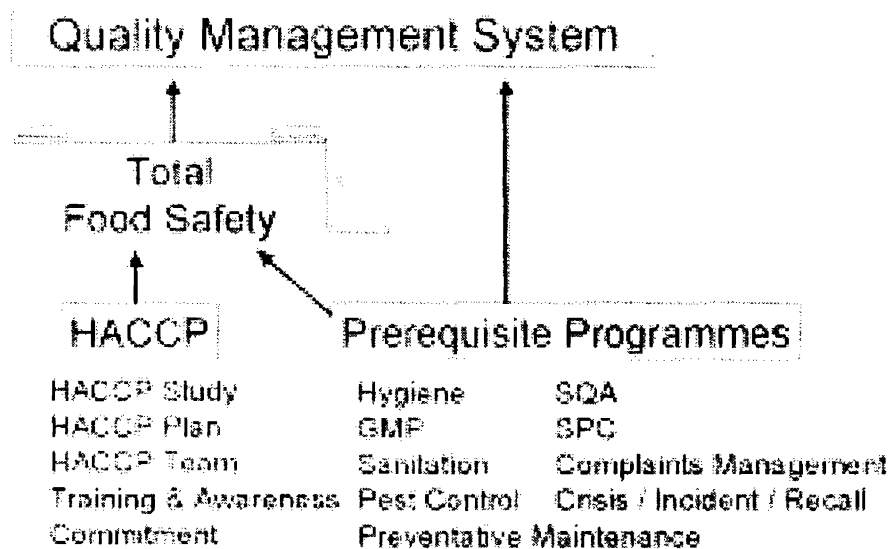 Quality Management System
Total
Food Safety
HACCP
Prerequisite Programmes
HACCP Study
HACCP Plan
HACCP Team
Training & Awareness
Commitment
Hygiene
GMP
Sanitation
Pest Control
Preventative Maintenance
SQA
SPC
Complaints Management
Crisis / Incident / Recall